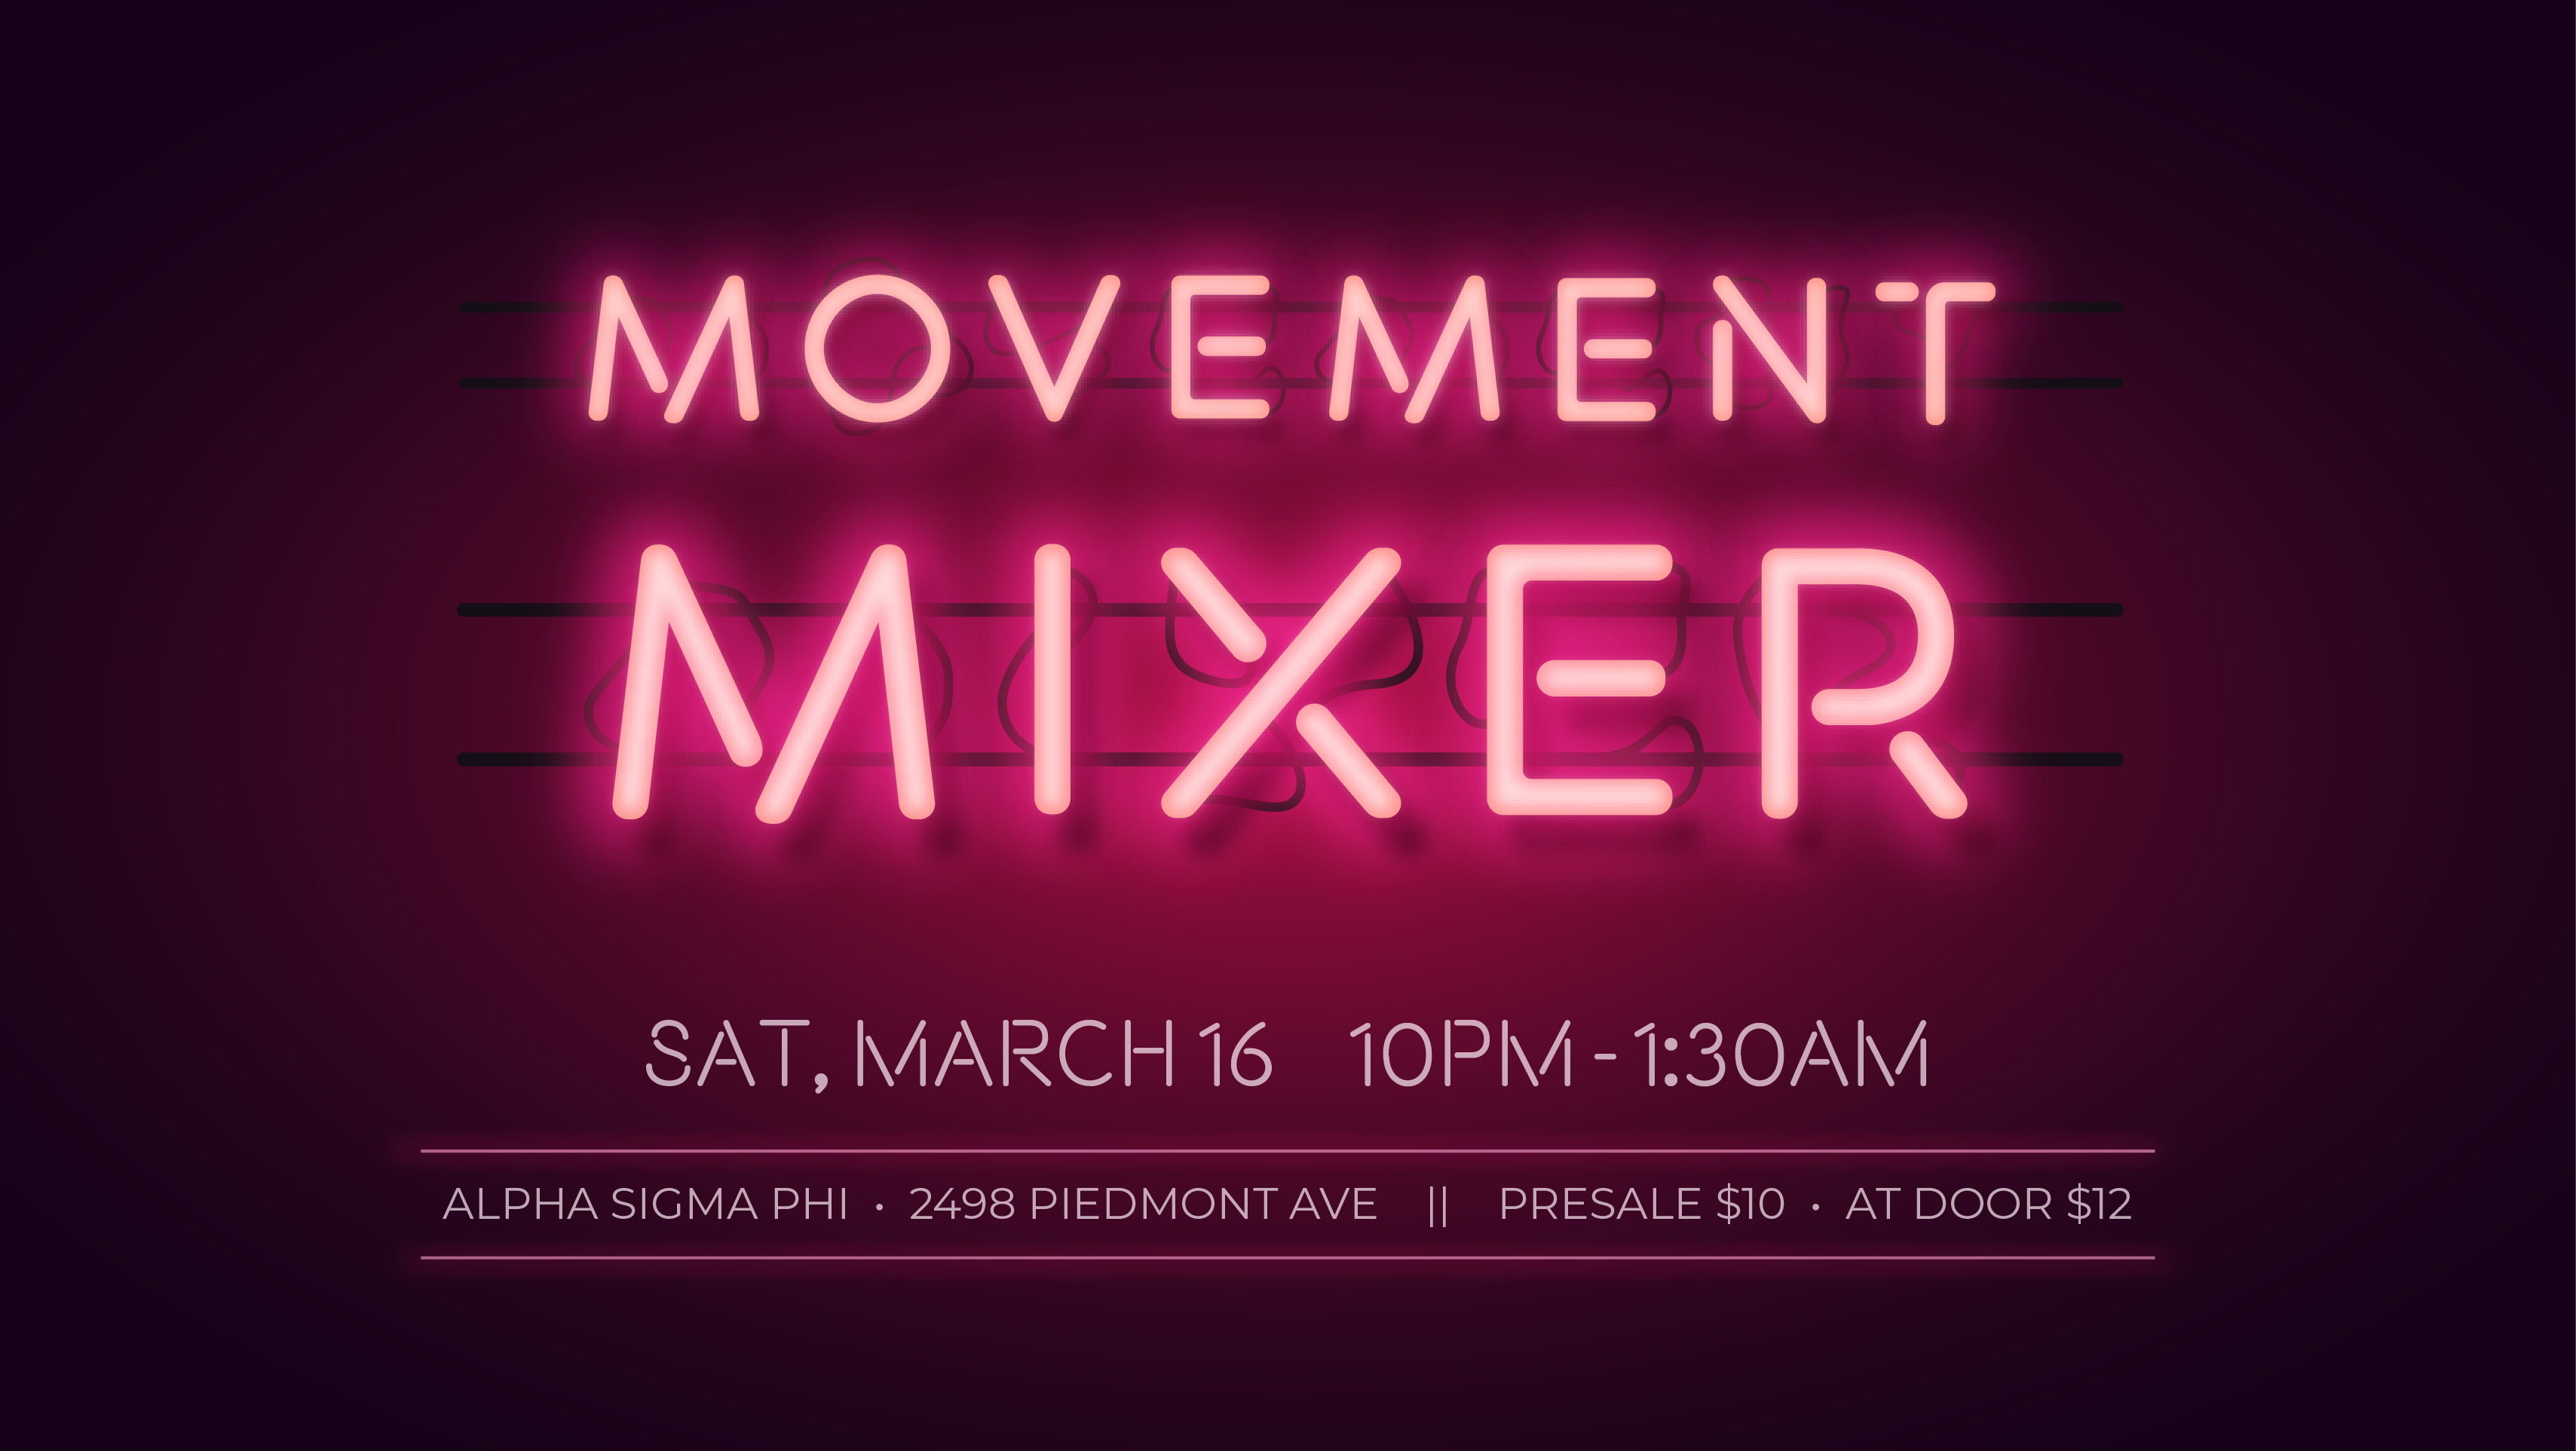 MOVEMENT
MIXER
SAT, MARCH 16 10PM - 1:30AM
ALPHA SIGMA PHI • 2498 PIEDMONT AVE || PRESALE $10 • AT DOOR $12